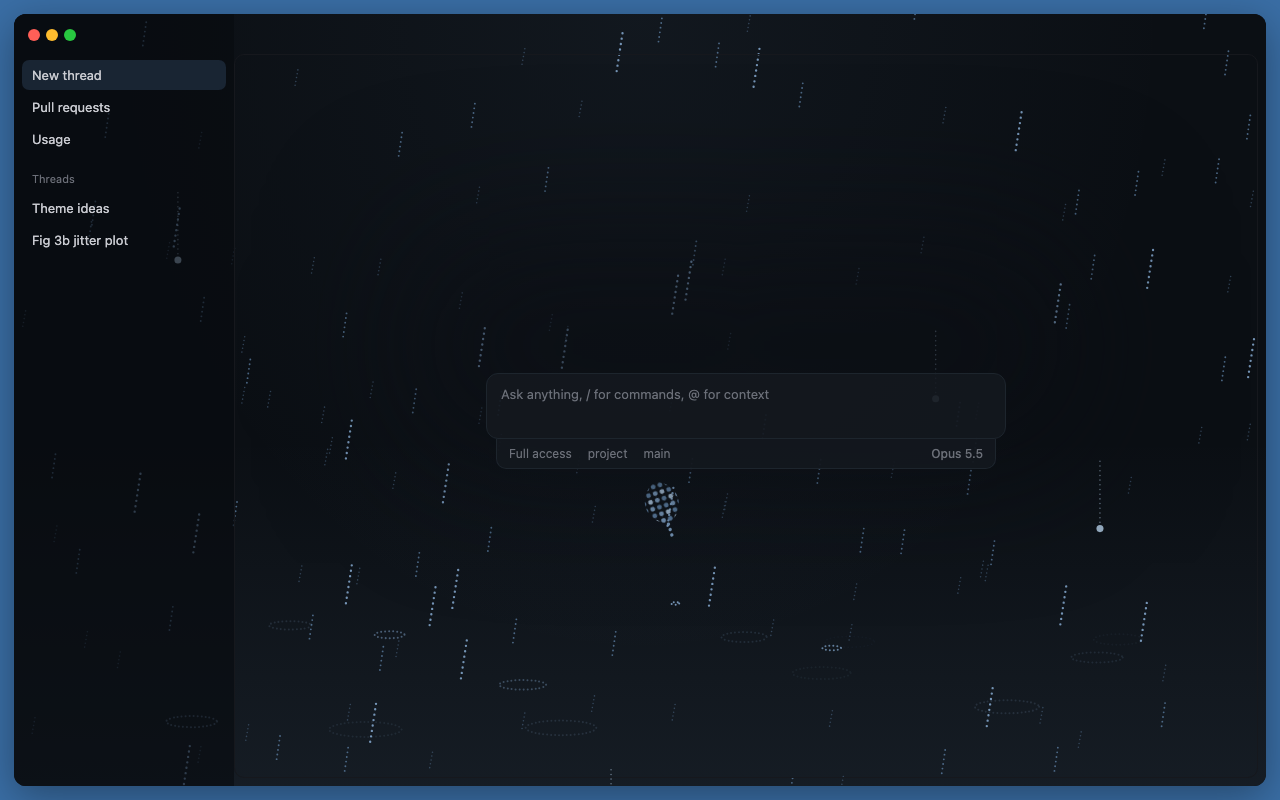 New thread
Pull requests
Usage
Threads
Theme ideas
Fig 3b jitter plot
Ask anything, / for commands, @ for context
Full access project main Opus 5.5